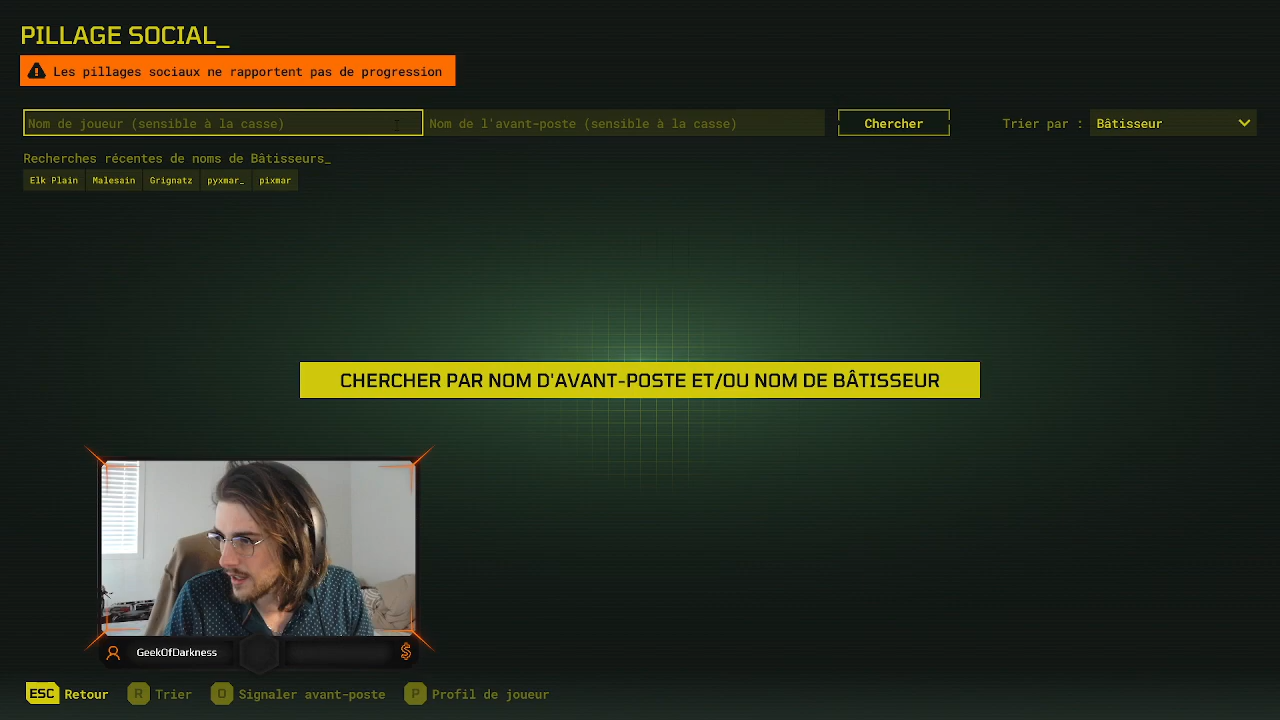 PILLAGE SOCIAL_
Les pillages sociaux ne rapportent pas de progression
Nom de joueur (sensible à la casse) Nom de l'avant-poste (sensible à la casse) Chercher Trier par : Bâtisseur
Recherches récentes de noms de Bâtisseurs_
Elk Plain Malesain Grignatz pyxmar_ pixmar
CHERCHER PAR NOM D'AVANT-POSTE ET/OU NOM DE BÂTISSEUR
GeekOfDarkness $
ESC Retour R Trier O Signaler avant-poste P Profil de joueur